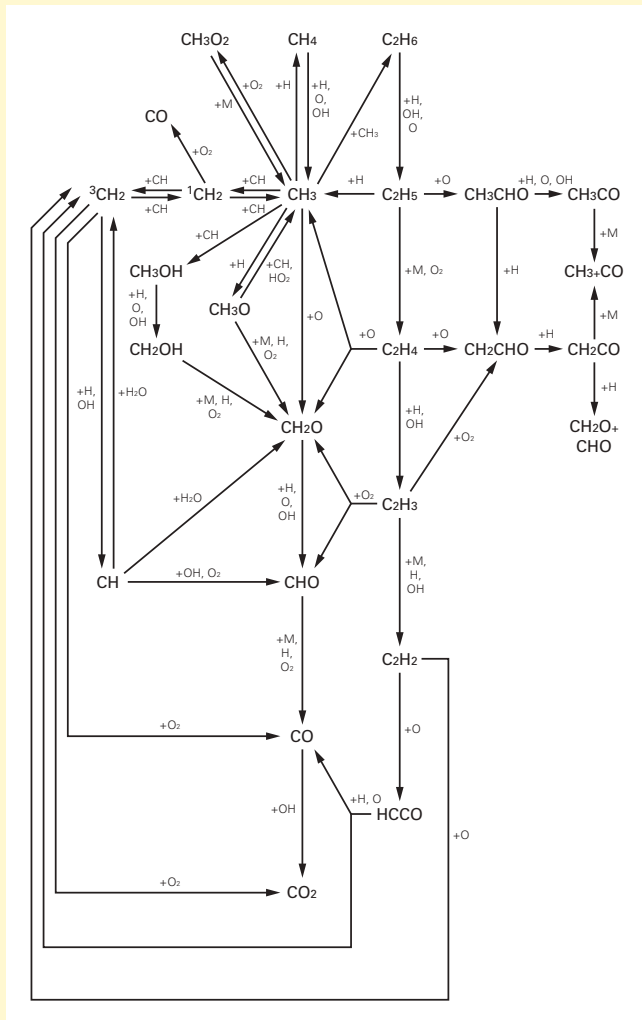 CH3O2 CH4 C2H6
+O2
+M
+H
+H,
O,
OH
+H,
OH,
O
+CH3
CO
+O2
3CH2 +CH +CH 1CH2 +CH +CH CH3 +H C2H5 +O CH3CHO +H, O, OH CH3CO
+M
CH3+CO
+M
+CH
CH3OH
+H,
O,
OH
CH2OH
+H
+CH,
HO2
CH3O
+M, H,
O2
+M, H,
O2
+O
+M, O2
+H
+O C2H4 +O CH2CHO +H CH2CO
+H
CH2O+
CHO
+H,
OH
+H2O
CH2O
+H,
OH
+O2
+H2O
+H,
O,
OH
+O2 C2H3
CH +OH, O2 CHO
+M,
H,
OH
+M,
H,
O2
C2H2
+O2 CO
+O
+OH
+H, O HCCO
+O
+O2 CO2